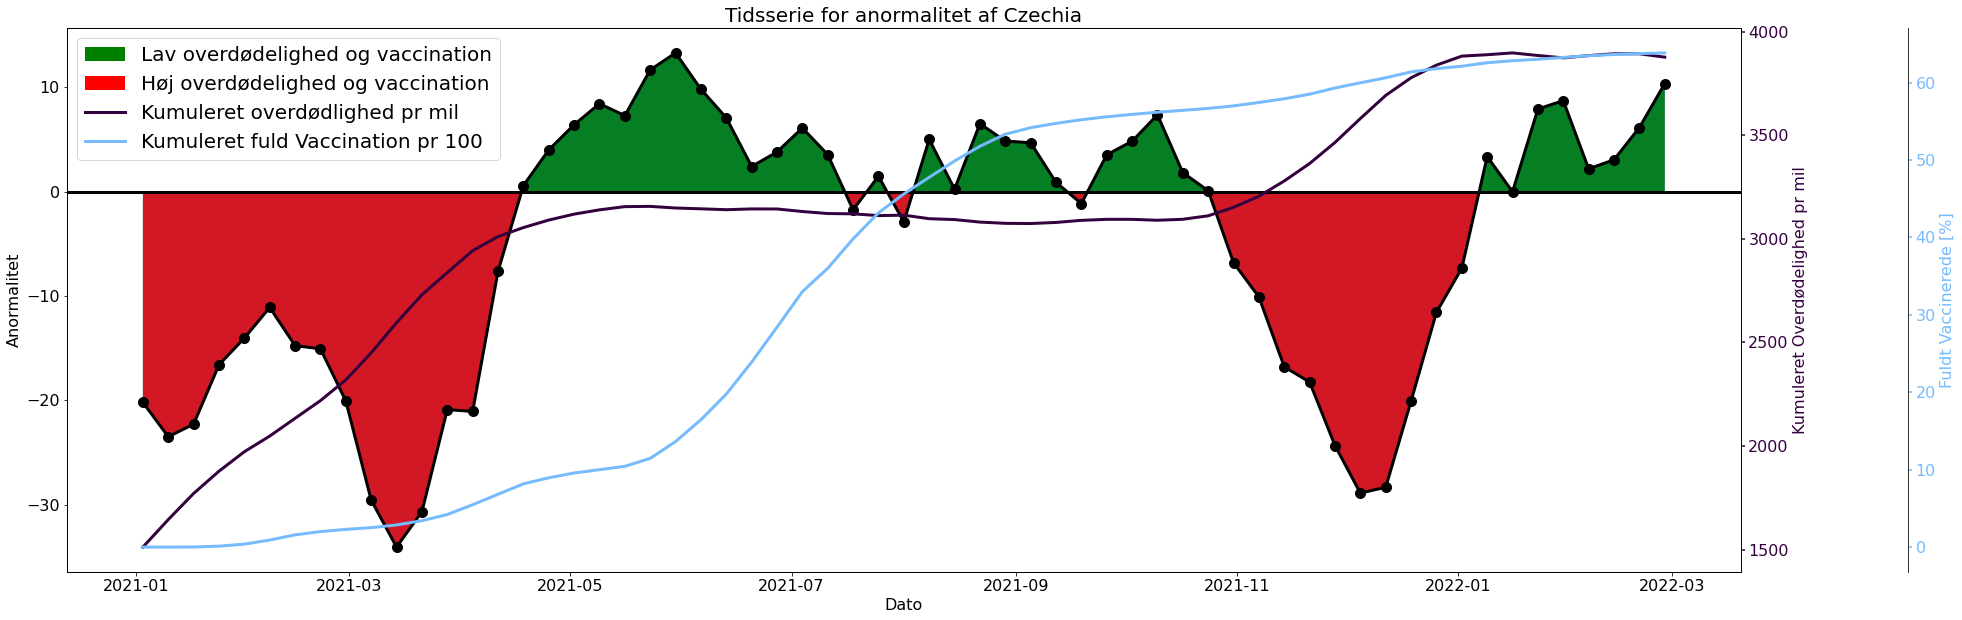 Tidsserie for anormalitet af Czechia
Lav overdødelighed og vaccination
Høj overdødelighed og vaccination
Kumuleret overdødlighed pr mil
Kumuleret fuld Vaccination pr 100
Anormalitet
10
0
−10
−20
−30
2021-01
2021-03
2021-05
2021-07
2021-09
2021-11
2022-01
2022-03
Dato
4000
3500
3000
2500
2000
1500
Kumuleret Overdødelighed pr mil
60
50
40
30
20
10
0
Fuldt Vaccinerede [%]